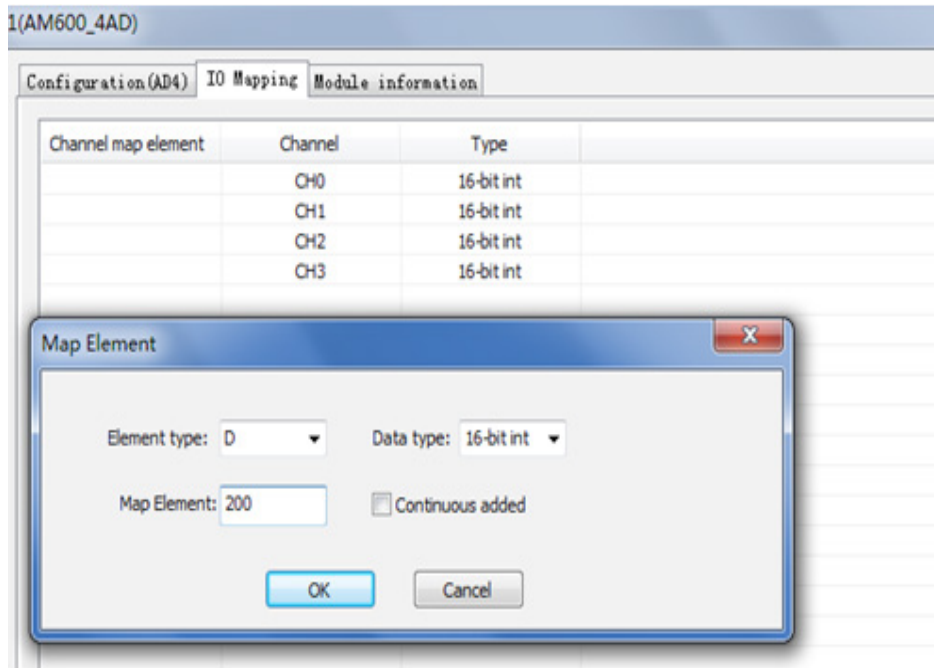 1(AM600_4AD)
Configuration(AD4) IO Mapping Module information
Channel map element Channel Type
CH0 16-bit int
CH1 16-bit int
CH2 16-bit int
CH3 16-bit int
Map Element
Element type: D Data type: 16-bit int
Map Element: 200 Continuous added
OK Cancel